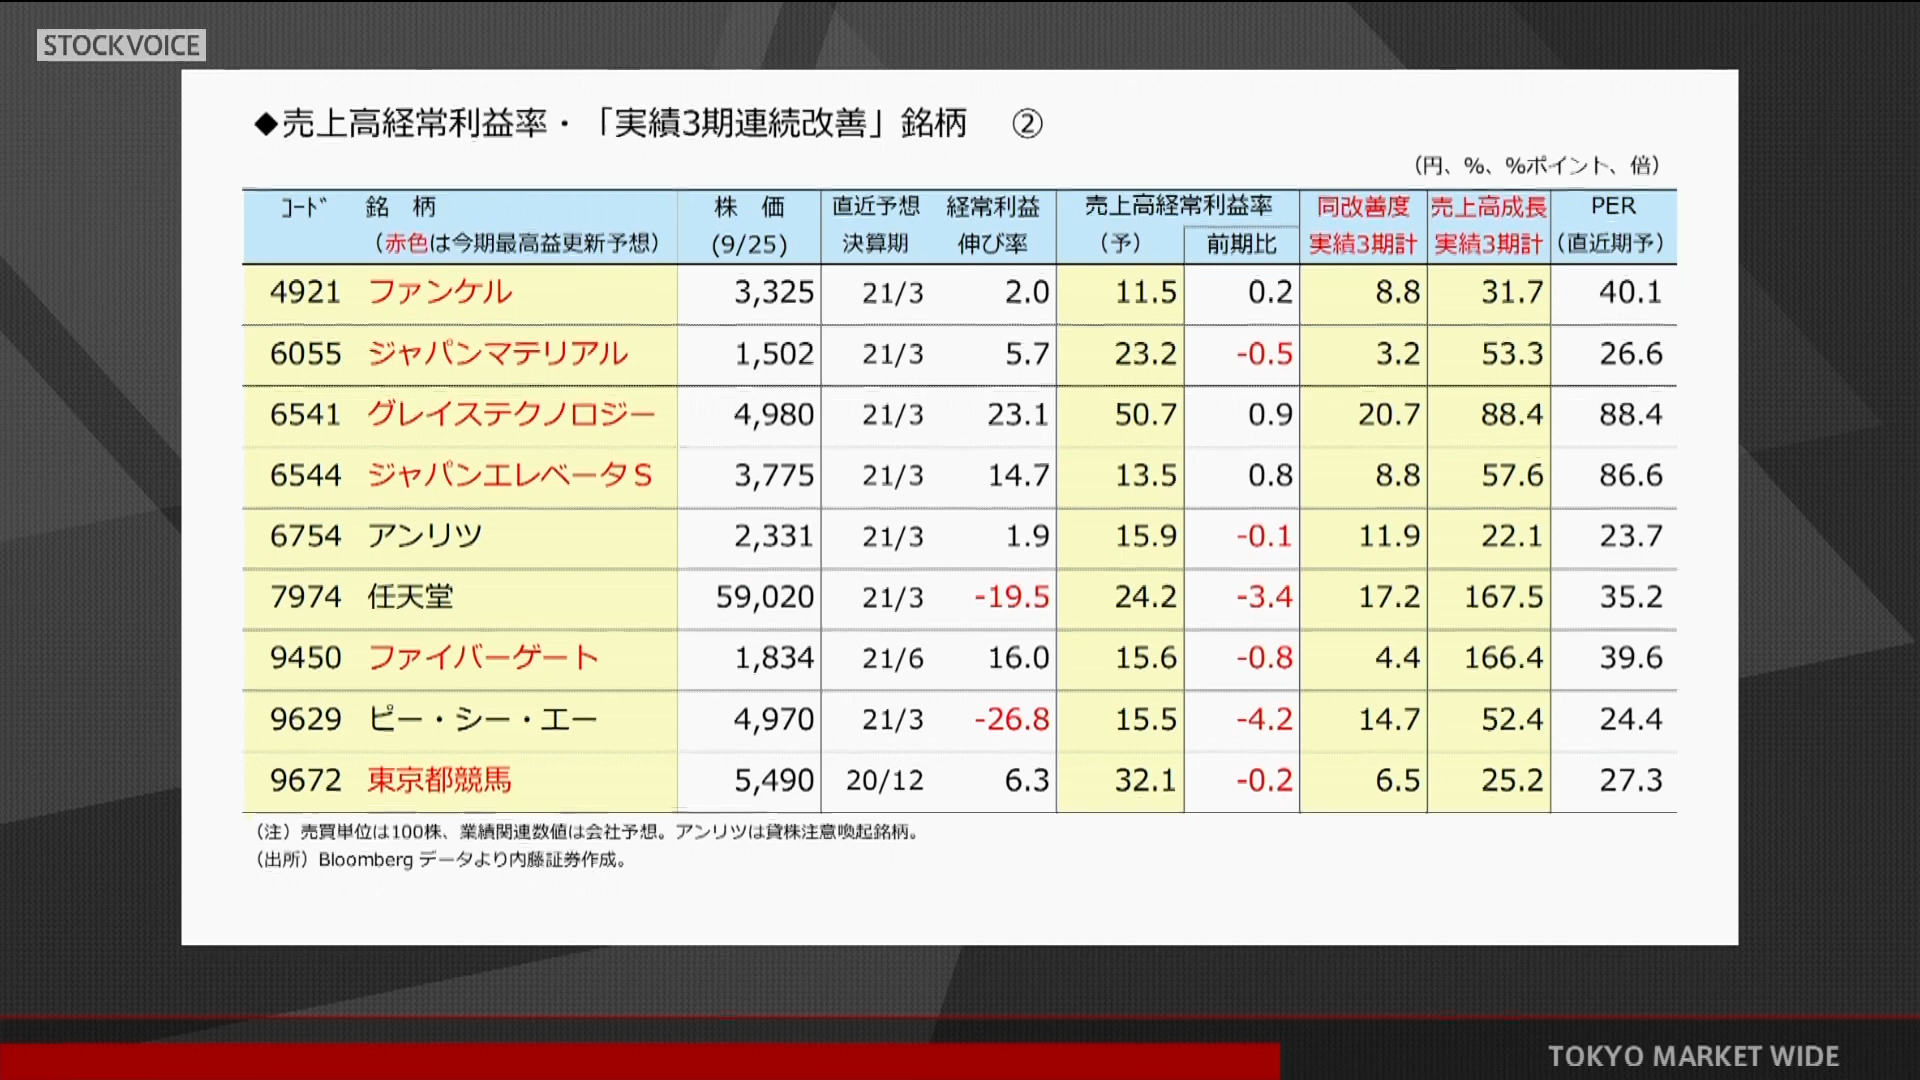 STOCKVOICE
◆売上高経常利益率・「実績3期連続改善」銘柄 ②
(円、%、%ポイント、倍)
ｺｰﾄﾞ 銘 柄 株 価 直近予想 経常利益 売上高経常利益率 同改善度 売上高成長 PER
(赤色は今期最高益更新予想) (9/25) 決算期 伸び率 (予) 前期比 実績3期計 実績3期計 (直近期予)
4921 ファンケル 3,325 21/3 2.0 11.5 0.2 8.8 31.7 40.1
6055 ジャパンマテリアル 1,502 21/3 5.7 23.2 -0.5 3.2 53.3 26.6
6541 グレイステクノロジー 4,980 21/3 23.1 50.7 0.9 20.7 88.4 88.4
6544 ジャパンエレベータS 3,775 21/3 14.7 13.5 0.8 8.8 57.6 86.6
6754 アンリツ 2,331 21/3 1.9 15.9 -0.1 11.9 22.1 23.7
7974 任天堂 59,020 21/3 -19.5 24.2 -3.4 17.2 167.5 35.2
9450 ファイバーゲート 1,834 21/6 16.0 15.6 -0.8 4.4 166.4 39.6
9629 ピー・シー・エー 4,970 21/3 -26.8 15.5 -4.2 14.7 52.4 24.4
9672 東京都競馬 5,490 20/12 6.3 32.1 -0.2 6.5 25.2 27.3
(注) 売買単位は100株、業績関連数値は会社予想。アンリツは貸株注意喚起銘柄。
(出所) Bloomberg データより内藤証券作成。
TOKYO MARKET WIDE